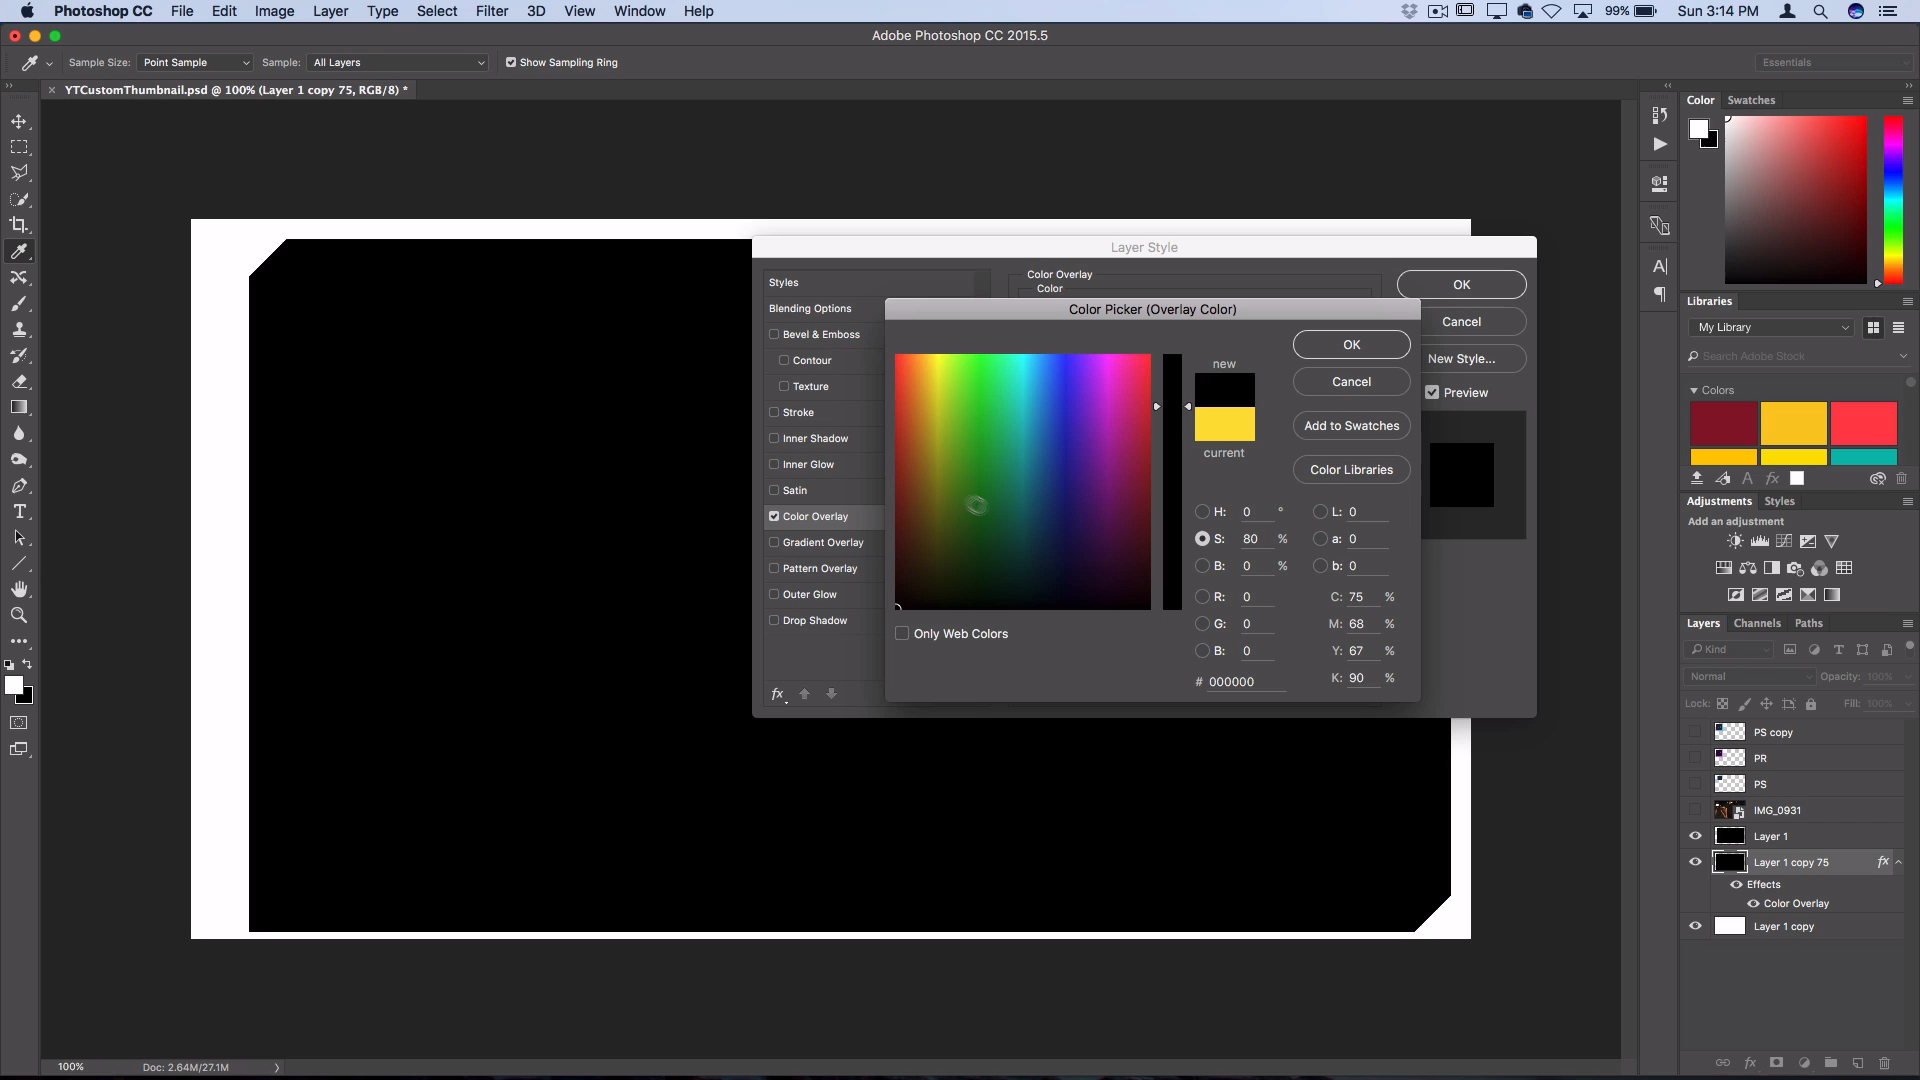 Photoshop CC File Edit Image Layer Type Select Filter 3D View Window Help 99% Sun 3:14 PM
Adobe Photoshop CC 2015.5
Sample Size: Point Sample Sample: All Layers Show Sampling Ring Essentials
YTCustomThumbnail.psd @ 100% (Layer 1 copy 75, RGB/8) *
Color Swatches
Layer Style
Styles
Blending Options
Bevel & Emboss
Contour
Texture
Stroke
Inner Shadow
Inner Glow
Satin
Color Overlay
Gradient Overlay
Pattern Overlay
Outer Glow
Drop Shadow
fx
Color Overlay
Color
OK
Cancel
New Style...
Preview
Color Picker (Overlay Color)
new
current
OK
Cancel
Add to Swatches
Color Libraries
H: 0 ° L: 0
S: 80 % a: 0
B: 0 % b: 0
R: 0 C: 75 %
G: 0 M: 68 %
B: 0 Y: 67 %
# 000000 K: 90 %
Only Web Colors
Libraries
My Library
Search Adobe Stock
Colors
A fx
Adjustments Styles
Add an adjustment
Layers Channels Paths
Kind
Normal Opacity: 100%
Lock: Fill: 100%
PS copy
PR
PS
IMG_0931
Layer 1
Layer 1 copy 75 fx
Effects
Color Overlay
Layer 1 copy
fx
100% Doc: 2.64M/27.1M